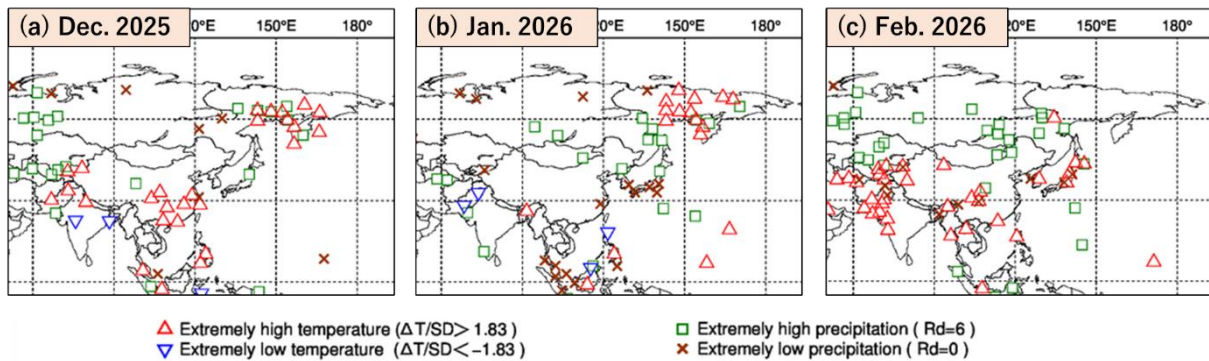 (a) Dec. 2025
0°
150°
180°
(b) Jan. 2026
0°
150°
180°
(c) Feb. 2026
20°
150°
180°
△ Extremely high temperature (ΔT/SD> 1.83)
▽ Extremely low temperature (ΔT/SD< −1.83)
□ Extremely high precipitation ( Rd=6)
× Extremely low precipitation ( Rd=0)